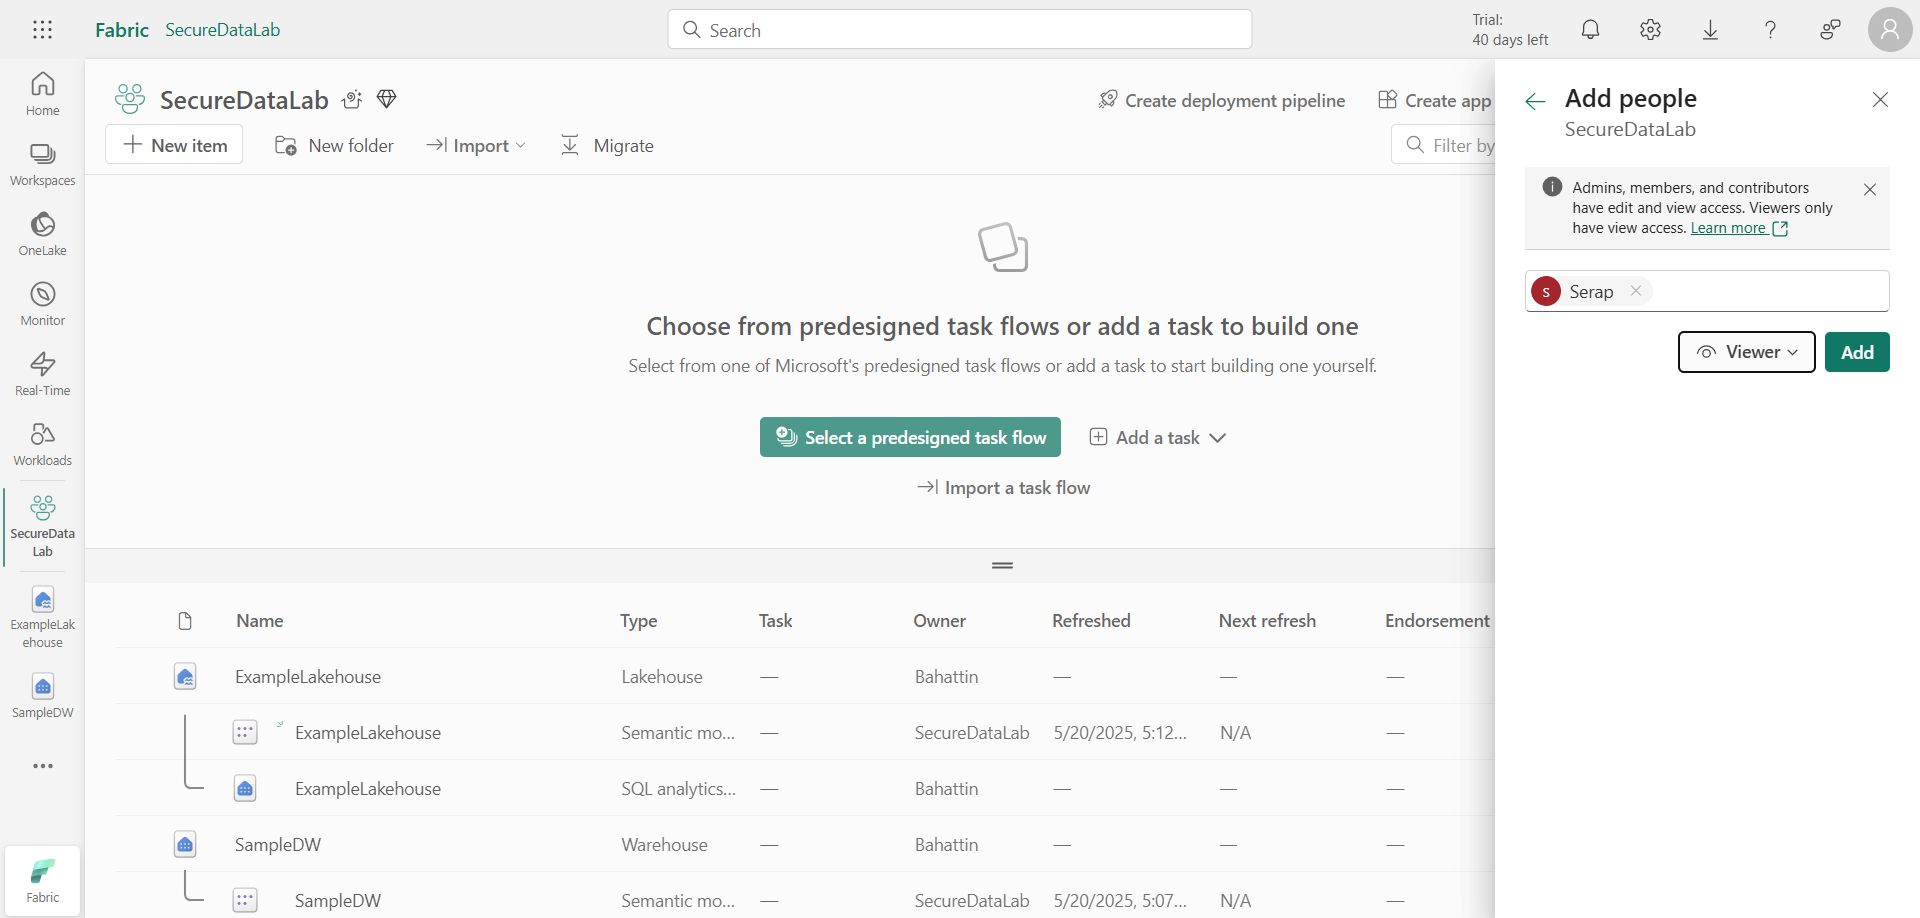 Fabric SecureDataLab
Search
Trial:
40 days left
Home
Workspaces
OneLake
Monitor
Real-Time
Workloads
SecureData
Lab
ExampleLak
ehouse
SampleDW
Fabric
SecureDataLab
Create deployment pipeline
Create app
New item
New folder
Import
Migrate
Filter by
Choose from predesigned task flows or add a task to build one
Select from one of Microsoft's predesigned task flows or add a task to start building one yourself.
Select a predesigned task flow
Add a task
Import a task flow
Name Type Task Owner Refreshed Next refresh Endorsement
ExampleLakehouse Lakehouse — Bahattin — — —
ExampleLakehouse Semantic mo... — SecureDataLab 5/20/2025, 5:12... N/A —
ExampleLakehouse SQL analytics... — Bahattin — — —
SampleDW Warehouse — Bahattin — — —
SampleDW Semantic mo... — SecureDataLab 5/20/2025, 5:07... N/A —
Add people
SecureDataLab
Admins, members, and contributors
have edit and view access. Viewers only
have view access. Learn more
S Serap
Viewer
Add